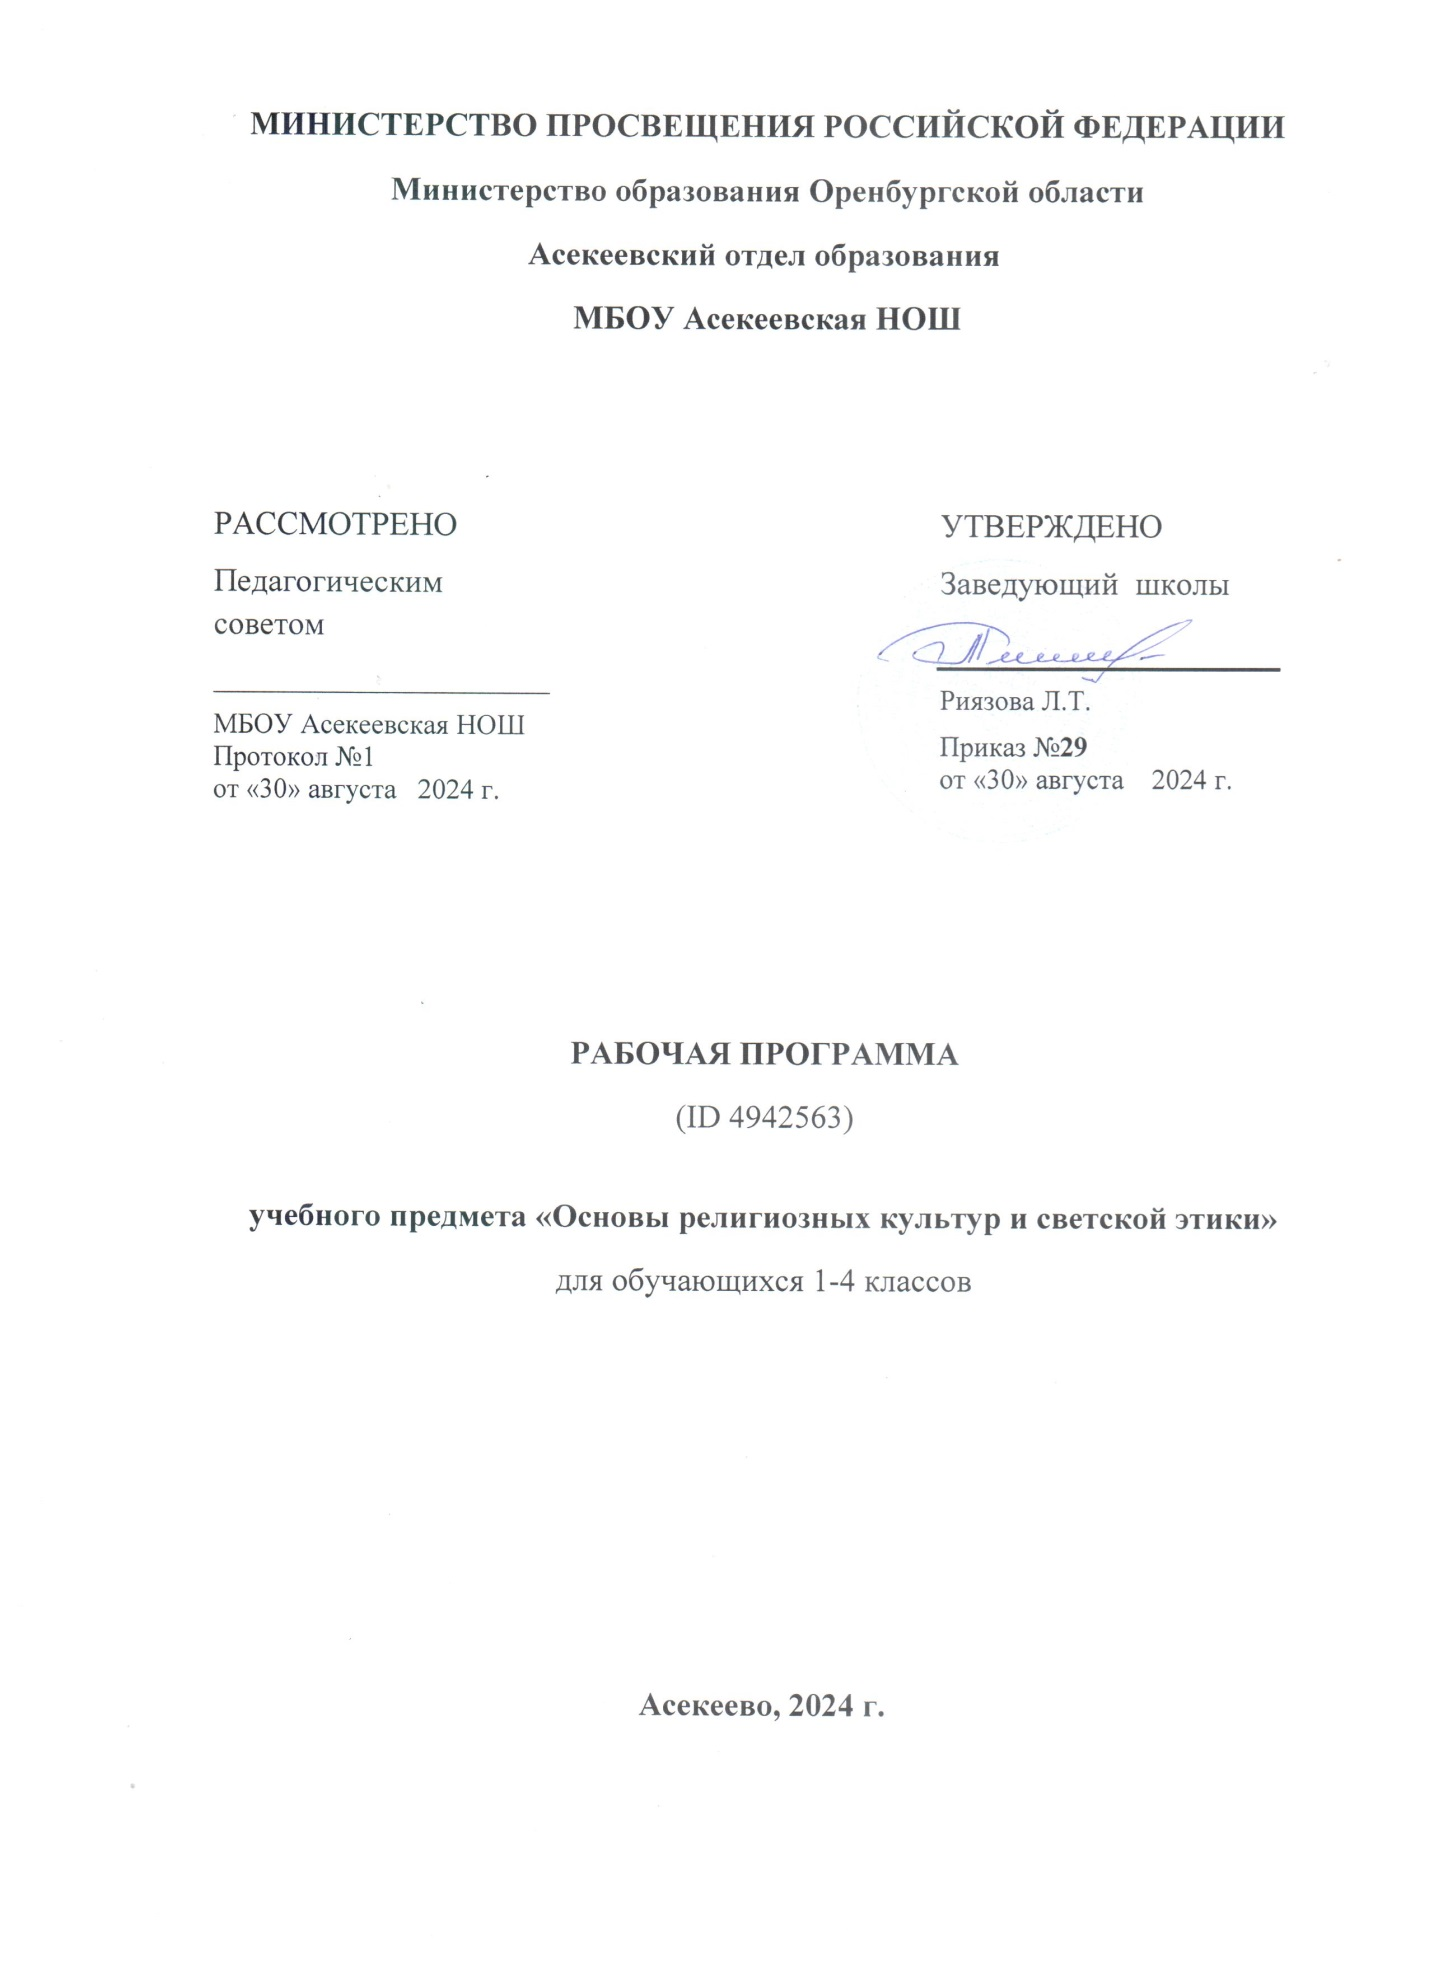 МИНИСТЕРСТВО ПРОСВЕЩЕНИЯ РОССИЙСКОЙ ФЕДЕРАЦИИ
Министерство образования Оренбургской области
Асекеевский отдел образования
МБОУ Асекеевская НОШ
РАССМОТРЕНО
Педагогическим
советом
МБОУ Асекеевская НОШ
Протокол №1
от «30» августа 2024 г.
УТВЕРЖДЕНО
Заведующий школы
Риязова Л.Т.
Приказ №29
от «30» августа 2024 г.
РАБОЧАЯ ПРОГРАММА
(ID 4942563)
учебного предмета «Основы религиозных культур и светской этики»
для обучающихся 1-4 классов
Асекеево, 2024 г.